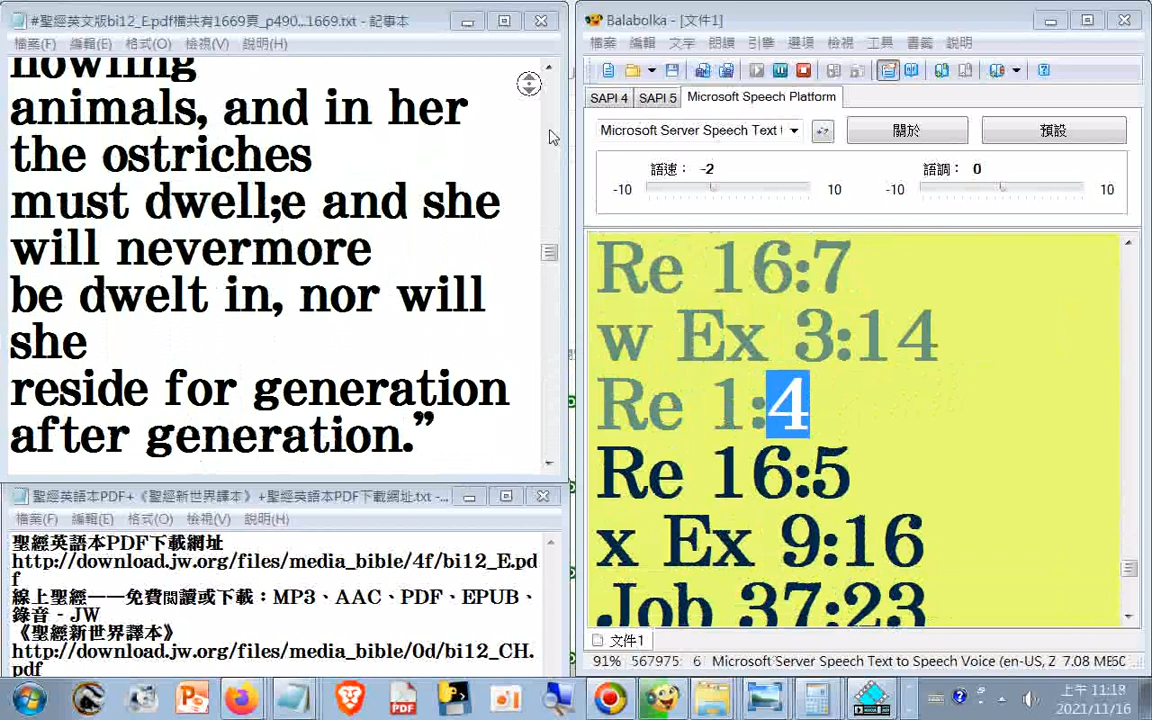 #聖經英文版bi12_E.pdf檔共有1669頁_p490...1669.txt - 記事本
檔案(F) 編輯(E) 格式(O) 檢視(V) 說明(H)
howling
animals, and in her
the ostriches
must dwell;e and she
will nevermore
be dwelt in, nor will
she
reside for generation
after generation.”
聖經英語本PDF+《聖經新世界譯本》+聖經英語本PDF下載網址.txt - ...
檔案(F) 編輯(E) 格式(O) 檢視(V) 說明(H)
聖經英語本PDF下載網址
http://download.jw.org/files/media_bible/4f/bi12_E.pd
f
線上聖經——免費閱讀或下載：MP3、AAC、PDF、EPUB、
錄音 - JW
《聖經新世界譯本》
http://download.jw.org/files/media_bible/0d/bi12_CH.
pdf
Balabolka - [文件1]
檔案 編輯 文字 朗讀 引擎 選項 檢視 工具 書籤 說明
SAPI 4 SAPI 5 Microsoft Speech Platform
Microsoft Server Speech Text t 關於 預設
語速： -2 語調： 0
-10 10 -10 10
Re 16:7
w Ex 3:14
Re 1:4
Re 16:5
x Ex 9:16
Job 37:23
文件1
91% 567975: 6 Microsoft Server Speech Text to Speech Voice (en-US, Z 7.08 ME
上午 11:18
2021/11/16